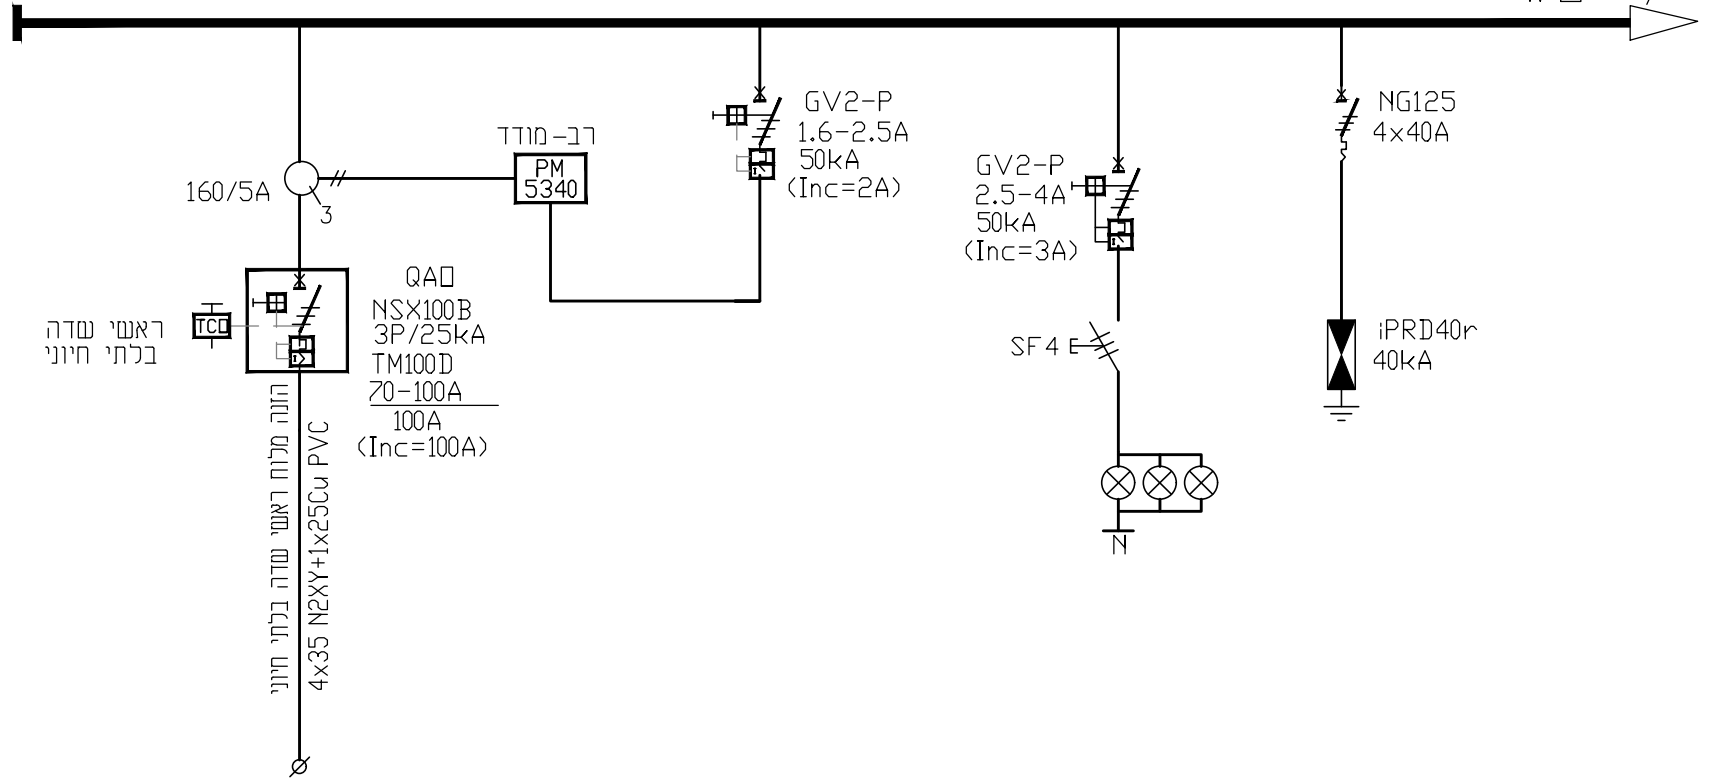 160/5A
3
רב-מודד
PM
5340
GV2-P
1.6-2.5A
50kA
(Inc=2A)
GV2-P
2.5-4A
50kA
(Inc=3A)
NG125
4x40A
ראשי שדה
בלתי חיוני
QA0
NSX100B
3P/25kA
TM100D
70-100A
100A
(Inc=100A)
SF4
iPRD40r
40kA
הזנה מלוח ראשי שדה בלתי חיוני
4x35 N2XY+1x25Cu PVC
N